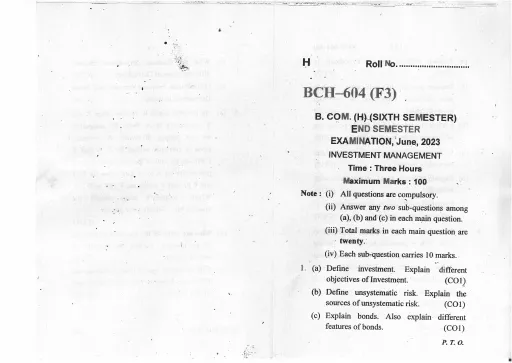 H Roll No. ..............................
BCH–604 (F3)
B. COM. (H) (SIXTH SEMESTER)
END SEMESTER
EXAMINATION, June, 2023
INVESTMENT MANAGEMENT
Time : Three Hours
Maximum Marks : 100
Note : (i) All questions are compulsory.
(ii) Answer any two sub-questions among
(a), (b) and (c) in each main question.
(iii) Total marks in each main question are
twenty.
(iv) Each sub-question carries 10 marks.
1. (a) Define investment. Explain different
objectives of Investment. (CO1)
(b) Define unsystematic risk. Explain the
sources of unsystematic risk. (CO1)
(c) Explain bonds. Also explain different
features of bonds. (CO1)
P. T. O.